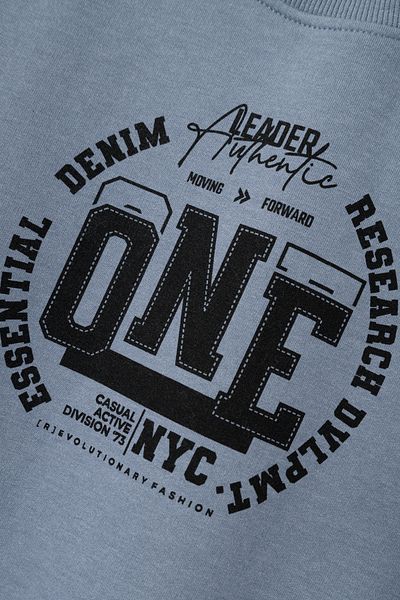 ESSENTIAL DENIM
LEADER
Authentic
MOVING >> FORWARD
RESEARCH DVLPMT.
ONE
CASUAL
ACTIVE
DIVISION '73
NYC
[R]EVOLUTIONARY FASHION